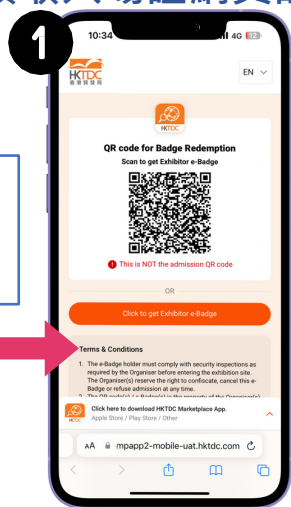 1
10:34
4G 32
HKTDC
香港貿發局
EN
HKTDC
QR code for Badge Redemption
Scan to get Exhibitor e-Badge
This is NOT the admission QR code
OR
Click to get Exhibitor e-Badge
Terms & Conditions
1. The e-Badge holder must comply with security inspections as
required by the Organiser before entering the exhibition site.
The Organiser(s) reserve the right to confiscate, cancel this e-
Badge or refuse admission at any time.
Click here to download HKTDC Marketplace App.
Apple Store / Play Store / Other
AA
mpapp2-mobile-uat.hktdc.com